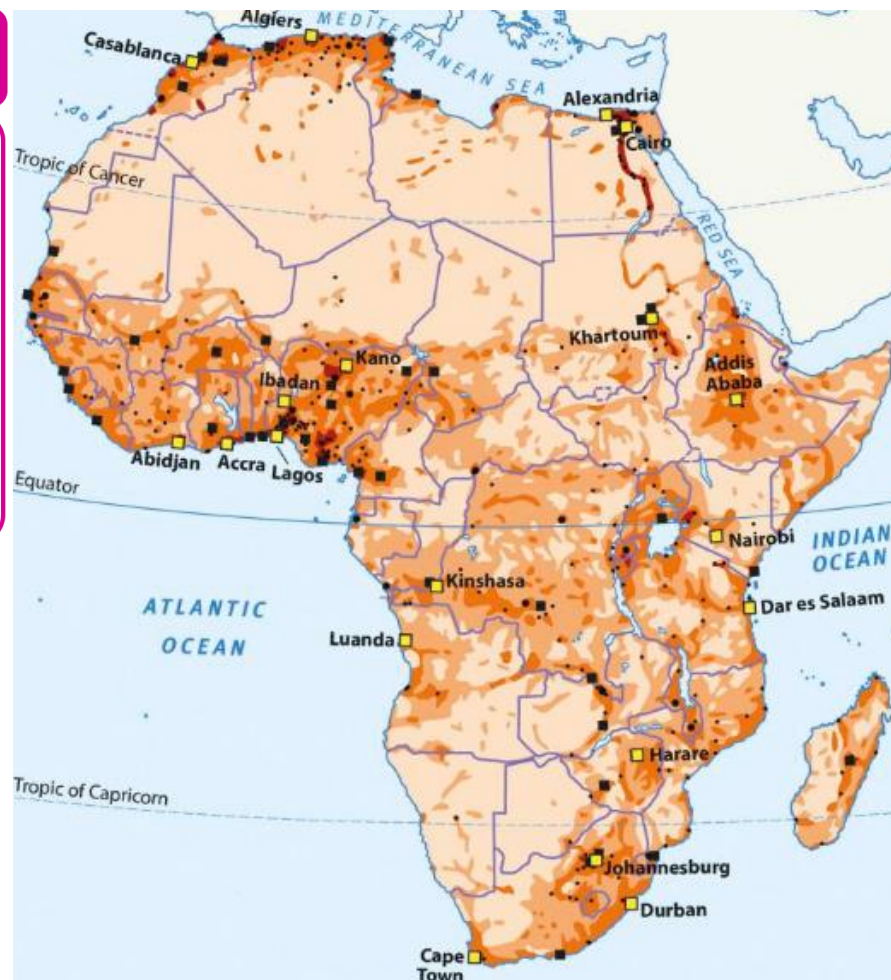 Algiers
MEDITERRANEAN SEA
Casablanca
Alexandria
Cairo
Tropic of Cancer
RED SEA
Khartoum
Kano
Addis
Ababa
Ibadan
Abidjan
Accra
Lagos
Equator
Nairobi
INDIAN
OCEAN
Kinshasa
ATLANTIC
OCEAN
Dar es Salaam
Luanda
Harare
Tropic of Capricorn
Johannesburg
Durban
Cape
Town